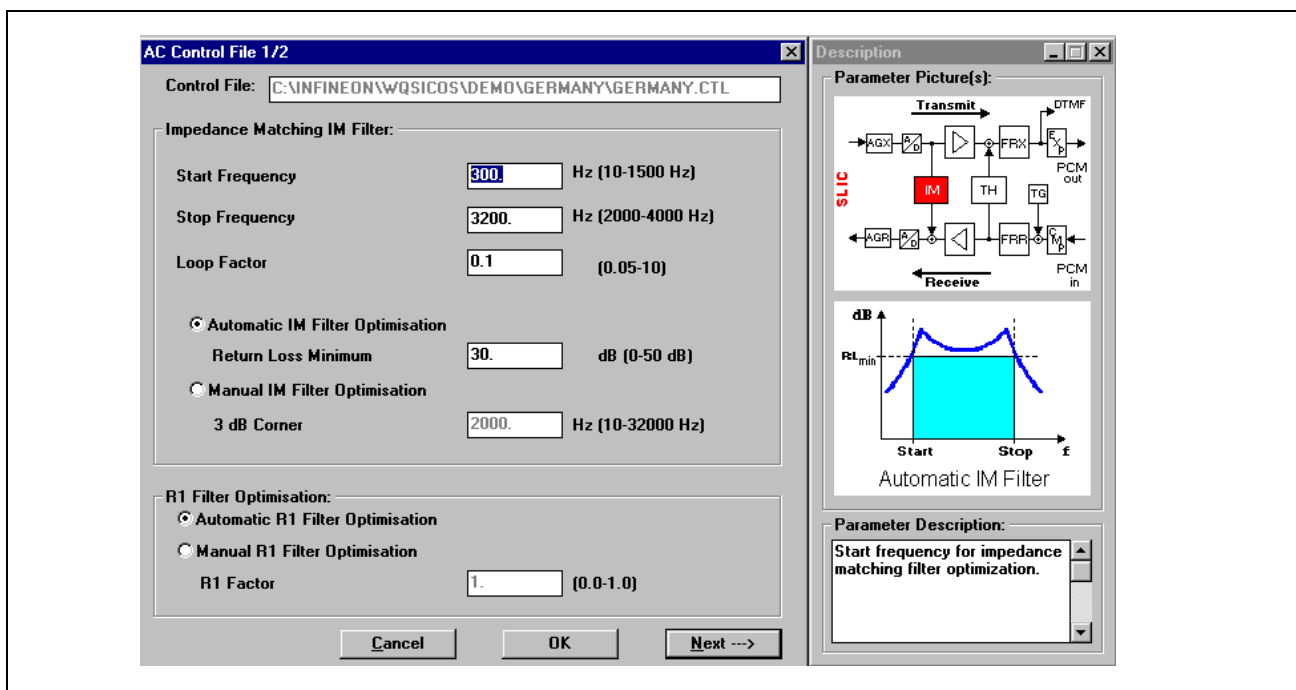 AC Control File 1/2
Control File: C:\INFINEON\WQSICOS\DEMO\GERMANY\GERMANY.CTL
Impedance Matching IM Filter:
Start Frequency 300. Hz (10-1500 Hz)
Stop Frequency 3200. Hz (2000-4000 Hz)
Loop Factor 0.1 (0.05-10)
Automatic IM Filter Optimisation
Return Loss Minimum 30. dB (0-50 dB)
Manual IM Filter Optimisation
3 dB Corner 2000. Hz (10-32000 Hz)
R1 Filter Optimisation:
Automatic R1 Filter Optimisation
Manual R1 Filter Optimisation
R1 Factor 1. (0.0-1.0)
Cancel OK Next --->
Description
Parameter Picture(s):
Transmit DTMF
AGX A/D FRX EXP
PCM out
SLIC
IM TH TG
AGR A/D FRR CMP
PCM in
Receive
dB
RLmin
Start Stop f
Automatic IM Filter
Parameter Description:
Start frequency for impedance
matching filter optimization.